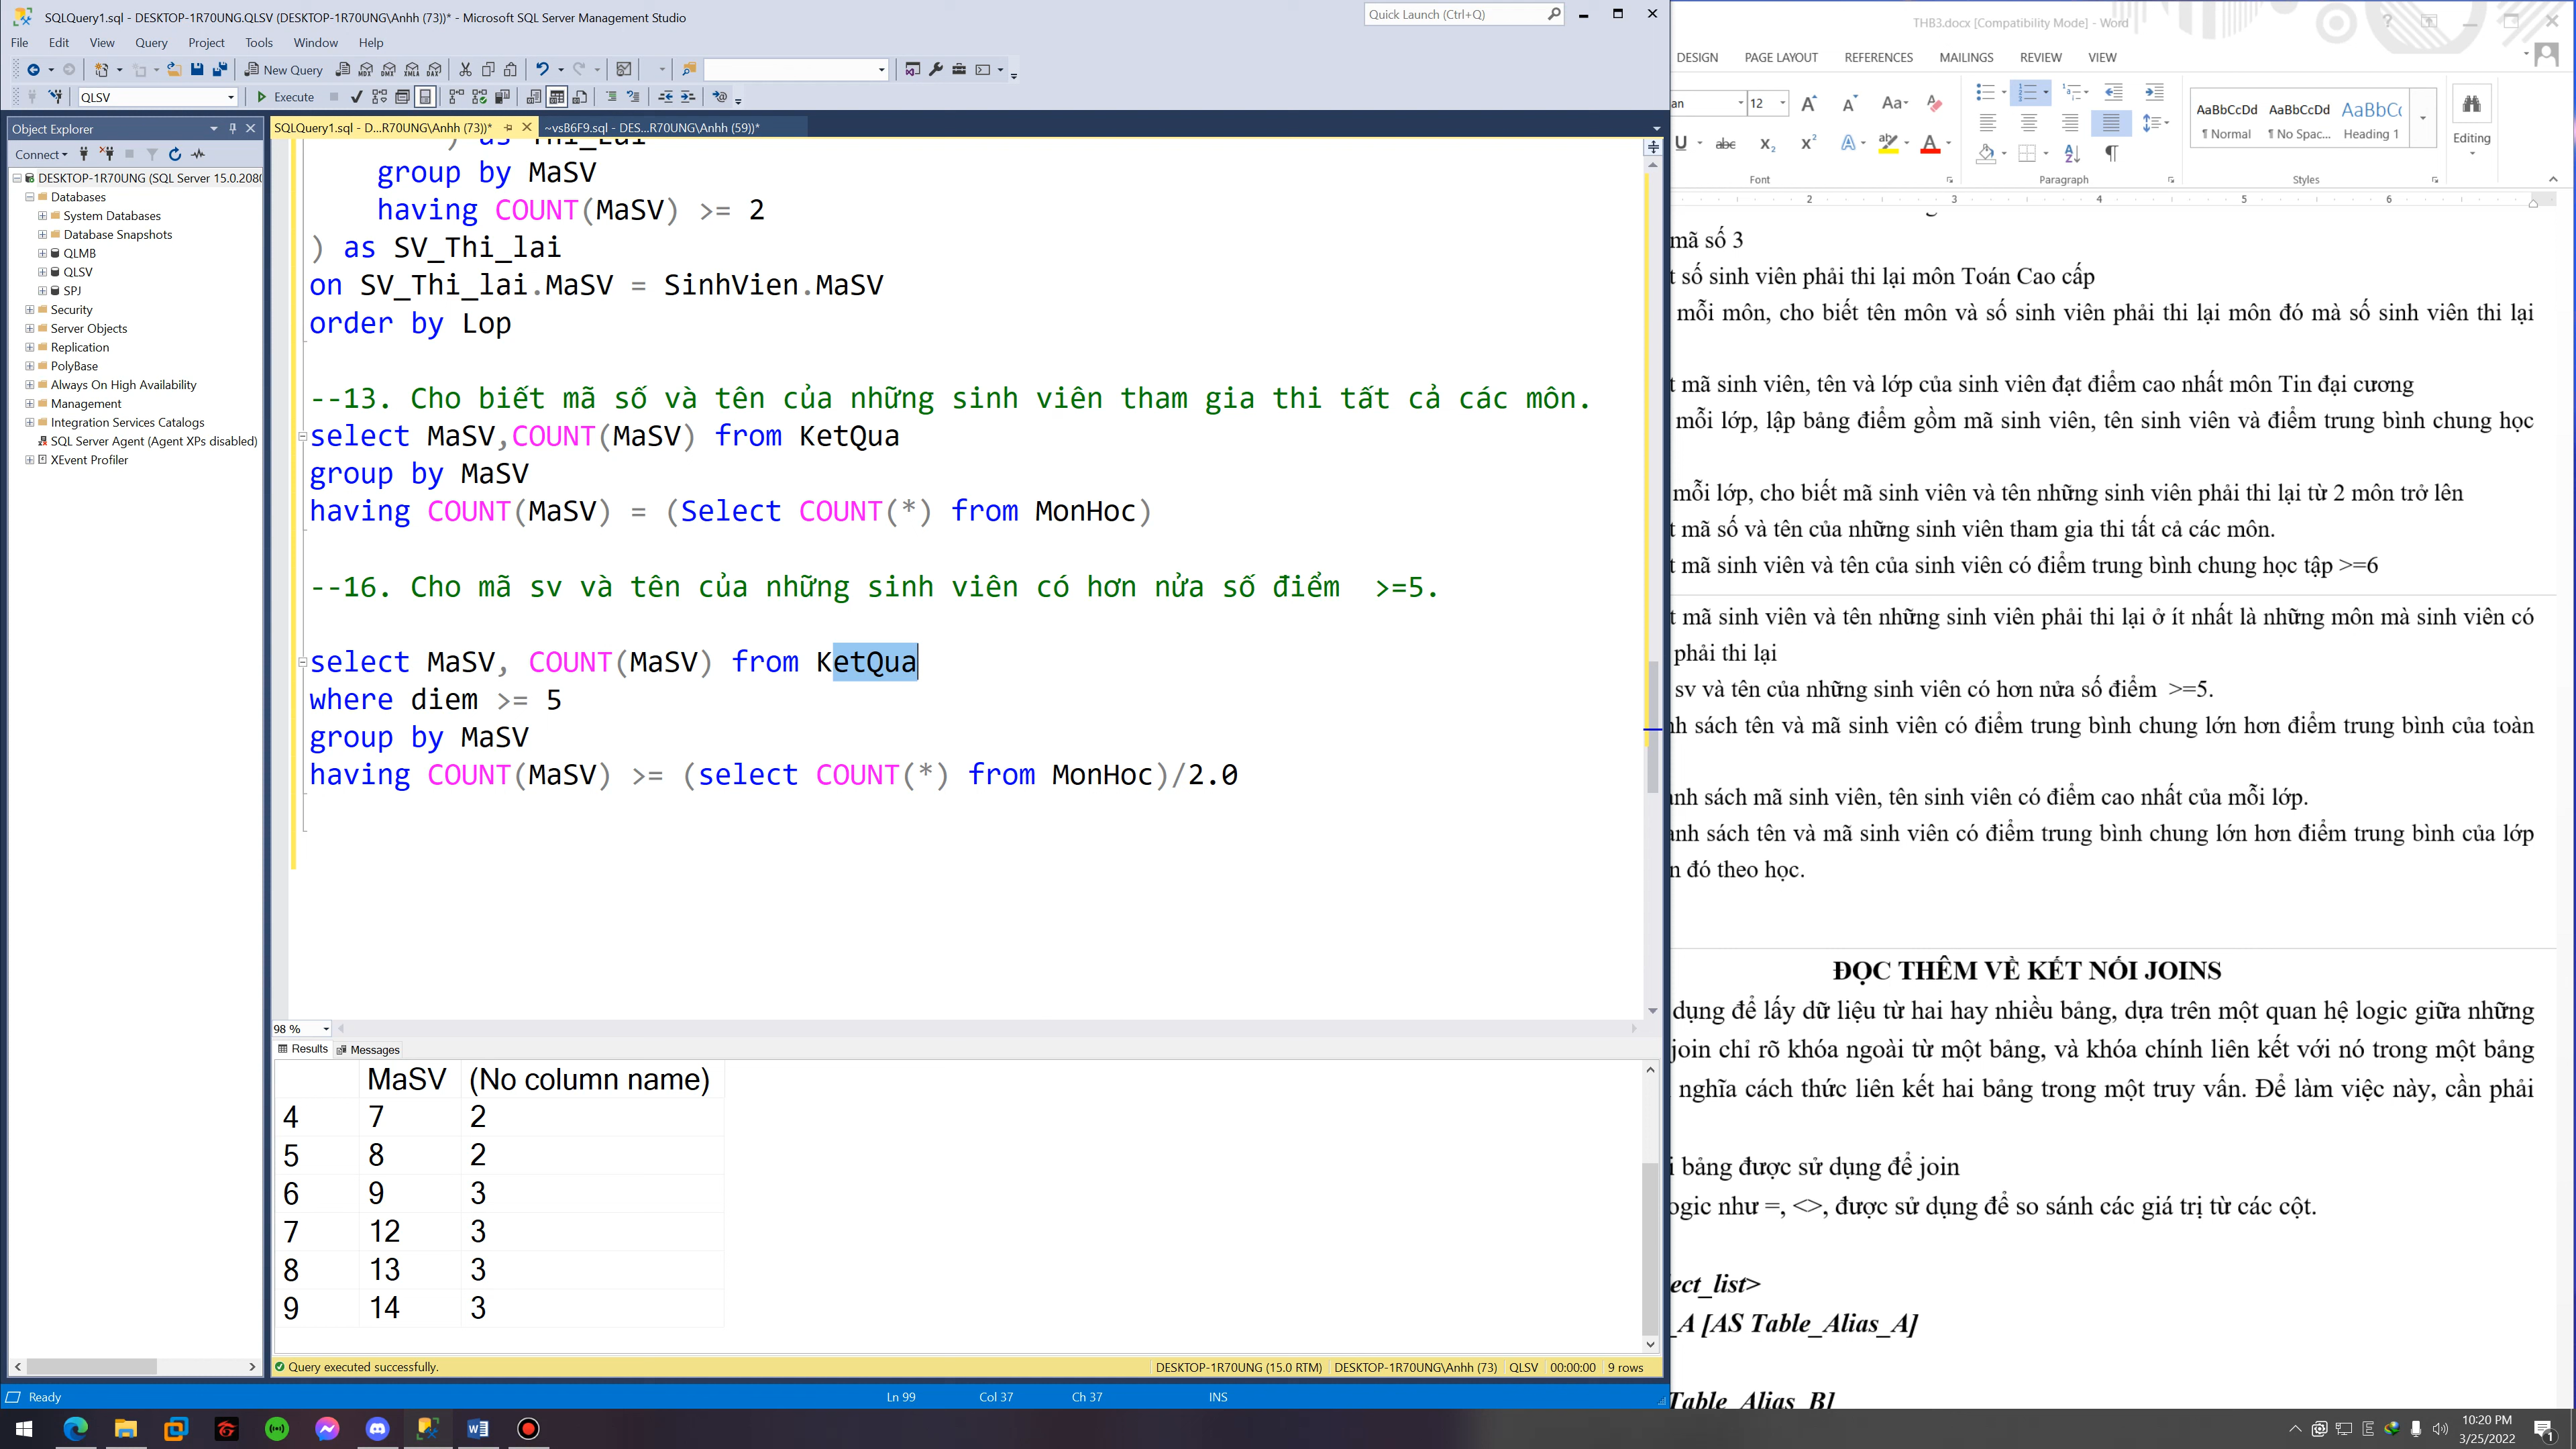 SQLQuery1.sql - DESKTOP-1R70UNG.QLSV (DESKTOP-1R70UNG\Anhh (73))* - Microsoft SQL Server Management Studio
Quick Launch (Ctrl+Q)
File Edit View Query Project Tools Window Help
New Query
MDX DMX XMLA DAX
QLSV
Execute
Object Explorer
Connect
DESKTOP-1R70UNG (SQL Server 15.0.2080
Databases
System Databases
Database Snapshots
QLMB
QLSV
SPJ
Security
Server Objects
Replication
PolyBase
Always On High Availability
Management
Integration Services Catalogs
SQL Server Agent (Agent XPs disabled)
XEvent Profiler
SQLQuery1.sql - D...R70UNG\Anhh (73))*
~vsB6F9.sql - DES...R70UNG\Anhh (59))*
) as Thi_Lai
group by MaSV
having COUNT(MaSV) >= 2
) as SV_Thi_lai
on SV_Thi_lai.MaSV = SinhVien.MaSV
order by Lop
--13. Cho biết mã số và tên của những sinh viên tham gia thi tất cả các môn.
select MaSV,COUNT(MaSV) from KetQua
group by MaSV
having COUNT(MaSV) = (Select COUNT(*) from MonHoc)
--16. Cho mã sv và tên của những sinh viên có hơn nửa số điểm  >=5.
select MaSV, COUNT(MaSV) from KetQua
where diem >= 5
group by MaSV
having COUNT(MaSV) >= (select COUNT(*) from MonHoc)/2.0
98 %
Results Messages
MaSV (No column name)
4 7 2
5 8 2
6 9 3
7 12 3
8 13 3
9 14 3
Query executed successfully.
DESKTOP-1R70UNG (15.0 RTM) DESKTOP-1R70UNG\Anhh (73) QLSV 00:00:00 9 rows
Ready
Ln 99 Col 37 Ch 37 INS
THB3.docx [Compatibility Mode] - Word
DESIGN PAGE LAYOUT REFERENCES MAILINGS REVIEW VIEW
an 12
AaBbCcDd AaBbCcDd AaBbCc
¶ Normal ¶ No Spac... Heading 1
Editing
Font Paragraph Styles
2 3 4 5 6
mã số 3
t số sinh viên phải thi lại môn Toán Cao cấp
mỗi môn, cho biết tên môn và số sinh viên phải thi lại môn đó mà số sinh viên thi lại
t mã sinh viên, tên và lớp của sinh viên đạt điểm cao nhất môn Tin đại cương
mỗi lớp, lập bảng điểm gồm mã sinh viên, tên sinh viên và điểm trung bình chung học
mỗi lớp, cho biết mã sinh viên và tên những sinh viên phải thi lại từ 2 môn trở lên
t mã số và tên của những sinh viên tham gia thi tất cả các môn.
t mã sinh viên và tên của sinh viên có điểm trung bình chung học tập >=6
t mã sinh viên và tên những sinh viên phải thi lại ở ít nhất là những môn mà sinh viên có
phải thi lại
sv và tên của những sinh viên có hơn nửa số điểm  >=5.
nh sách tên và mã sinh viên có điểm trung bình chung lớn hơn điểm trung bình của toàn
anh sách mã sinh viên, tên sinh viên có điểm cao nhất của mỗi lớp.
anh sách tên và mã sinh viên có điểm trung bình chung lớn hơn điểm trung bình của lớp
n đó theo học.
ĐỌC THÊM VỀ KẾT NỐI JOINS
dụng để lấy dữ liệu từ hai hay nhiều bảng, dựa trên một quan hệ logic giữa những
join chỉ rõ khóa ngoài từ một bảng, và khóa chính liên kết với nó trong một bảng
nghĩa cách thức liên kết hai bảng trong một truy vấn. Để làm việc này, cần phải
i bảng được sử dụng để join
ogic như =, <>, được sử dụng để so sánh các giá trị từ các cột.
ect_list>
_A [AS Table_Alias_A]
Table_Alias_B]
10:20 PM
3/25/2022